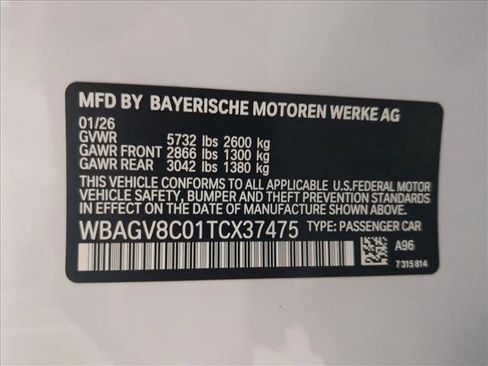 MFD BY BAYERISCHE MOTOREN WERKE AG
01/26
GVWR 5732 lbs 2600 kg
GAWR FRONT 2866 lbs 1300 kg
GAWR REAR 3042 lbs 1380 kg
THIS VEHICLE CONFORMS TO ALL APPLICABLE U.S.FEDERAL MOTOR
VEHICLE SAFETY, BUMPER, AND THEFT PREVENTION STANDARDS
IN EFFECT ON THE DATE OF MANUFACTURE SHOWN ABOVE.
WBAGV8C01TCX37475 TYPE: PASSENGER CAR
A96
7 315 814